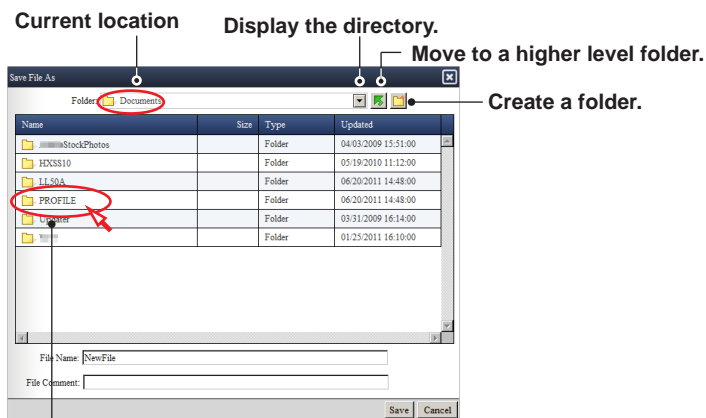 Current location
Display the directory.
Move to a higher level folder.
Create a folder.
Save File As
Folder: Documents
Name Size Type Updated
StockPhotos Folder 04/03/2009 15:51:00
HXSS10 Folder 05/19/2010 11:12:00
LL50A Folder 06/20/2011 14:48:00
PROFILE Folder 06/20/2011 14:48:00
Updater Folder 03/31/2009 16:14:00
Folder 01/25/2011 16:10:00
File Name: NewFile
File Comment:
Save Cancel